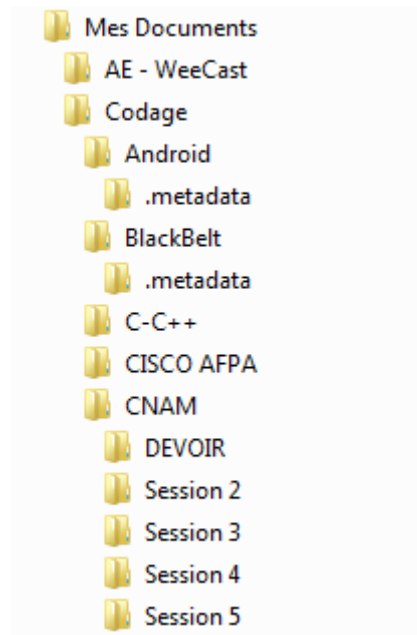 Mes Documents
AE - WeeCast
Codage
Android
.metadata
BlackBelt
.metadata
C-C++
CISCO AFPA
CNAM
DEVOIR
Session 2
Session 3
Session 4
Session 5